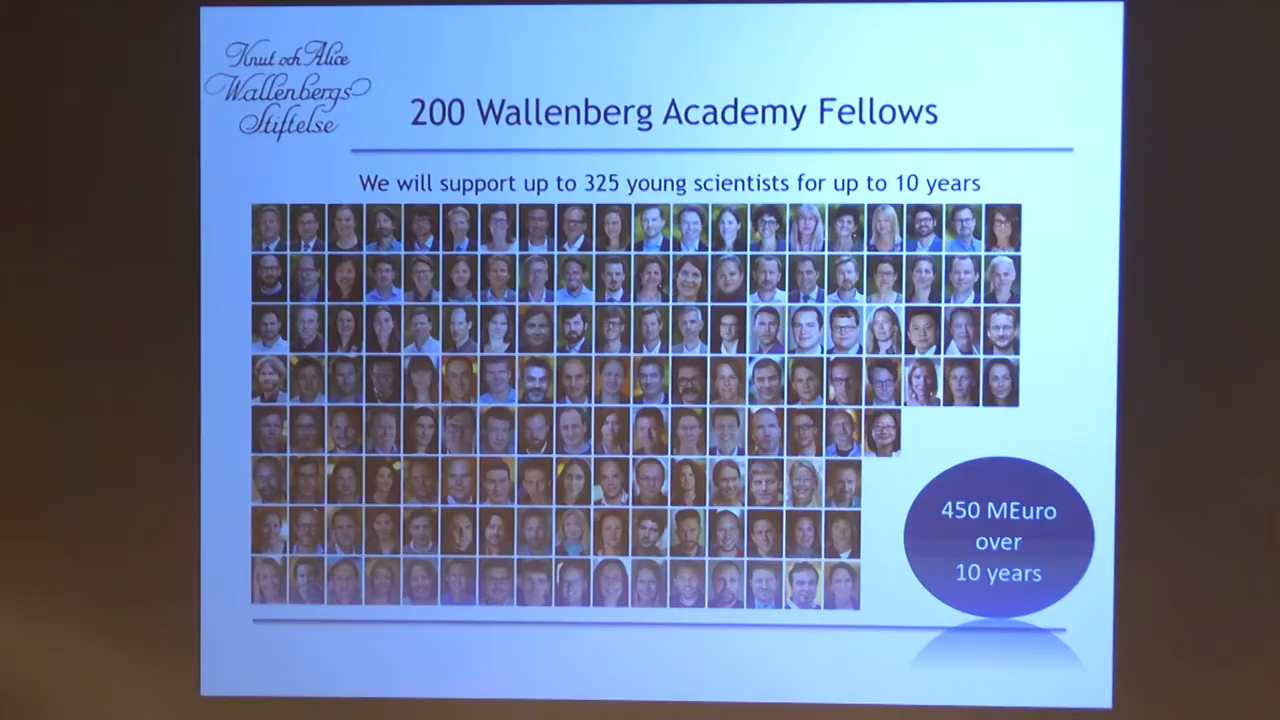 Knut och Alice
Wallenbergs
Stiftelse
200 Wallenberg Academy Fellows
We will support up to 325 young scientists for up to 10 years
450 MEuro
over
10 years